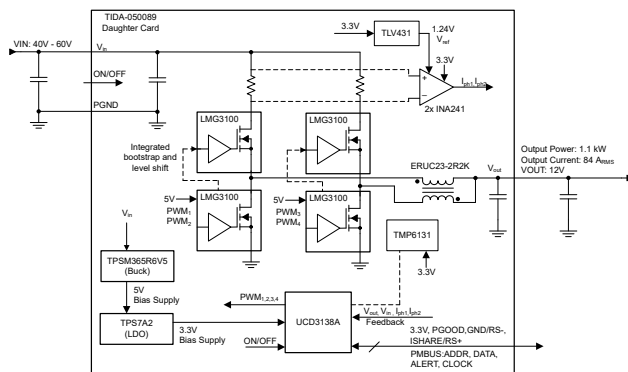 TIDA-050089
Daughter Card
VIN: 40V - 60V
Vin
ON/OFF
PGND
3.3V
TLV431
1.24V
Vref
3.3V
+
−
Iph1,Iph2
2x INA241
LMG3100
LMG3100
Integrated
bootstrap and
level shift
LMG3100
5V
PWM1
PWM2
LMG3100
5V
PWM3
PWM4
ERUC23-2R2K
Vout
Output Power: 1.1 kW
Output Current: 84 ARMS
VOUT: 12V
TMP6131
3.3V
Vin
TPSM365R6V5
(Buck)
5V
Bias Supply
TPS7A2
(LDO)
3.3V
Bias Supply
PWM1,2,3,4
UCD3138A
ON/OFF
Vout, Vin , Iph1,Iph2
Feedback
3.3V, PGOOD,GND/RS-,
ISHARE/RS+
PMBUS:ADDR, DATA,
ALERT, CLOCK